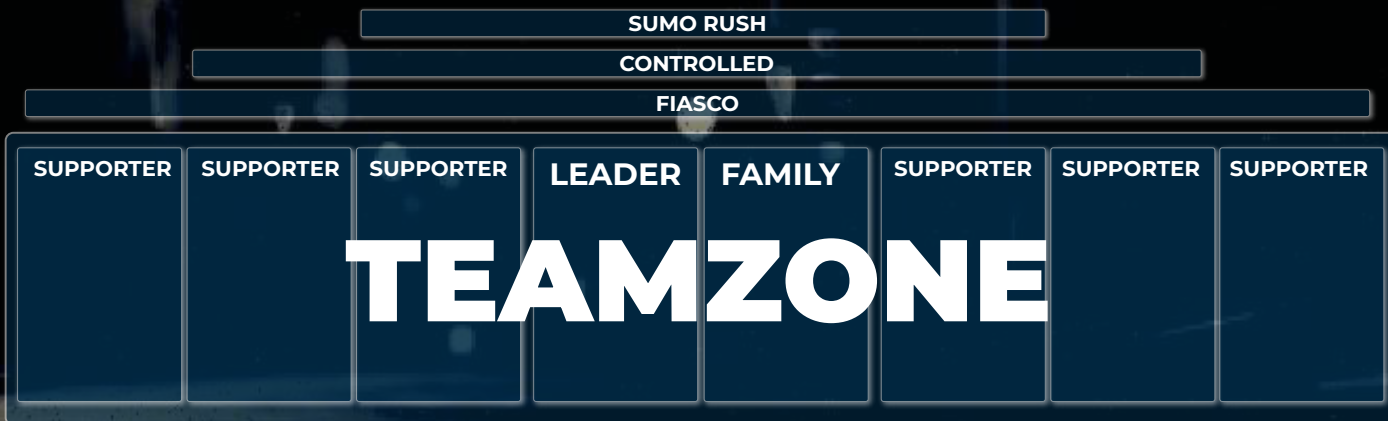 SUMO RUSH
CONTROLLED
FIASCO
SUPPORTER SUPPORTER SUPPORTER LEADER FAMILY SUPPORTER SUPPORTER SUPPORTER
TEAMZONE